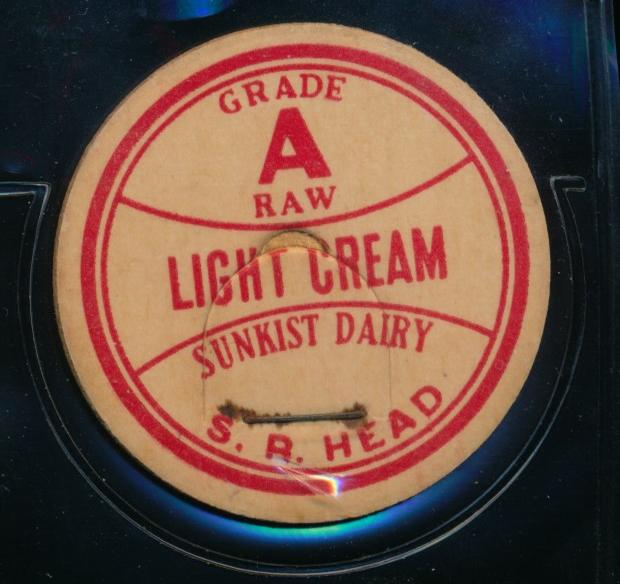 GRADE
A
RAW
LIGHT CREAM
SUNKIST DAIRY
S. R. HEAD